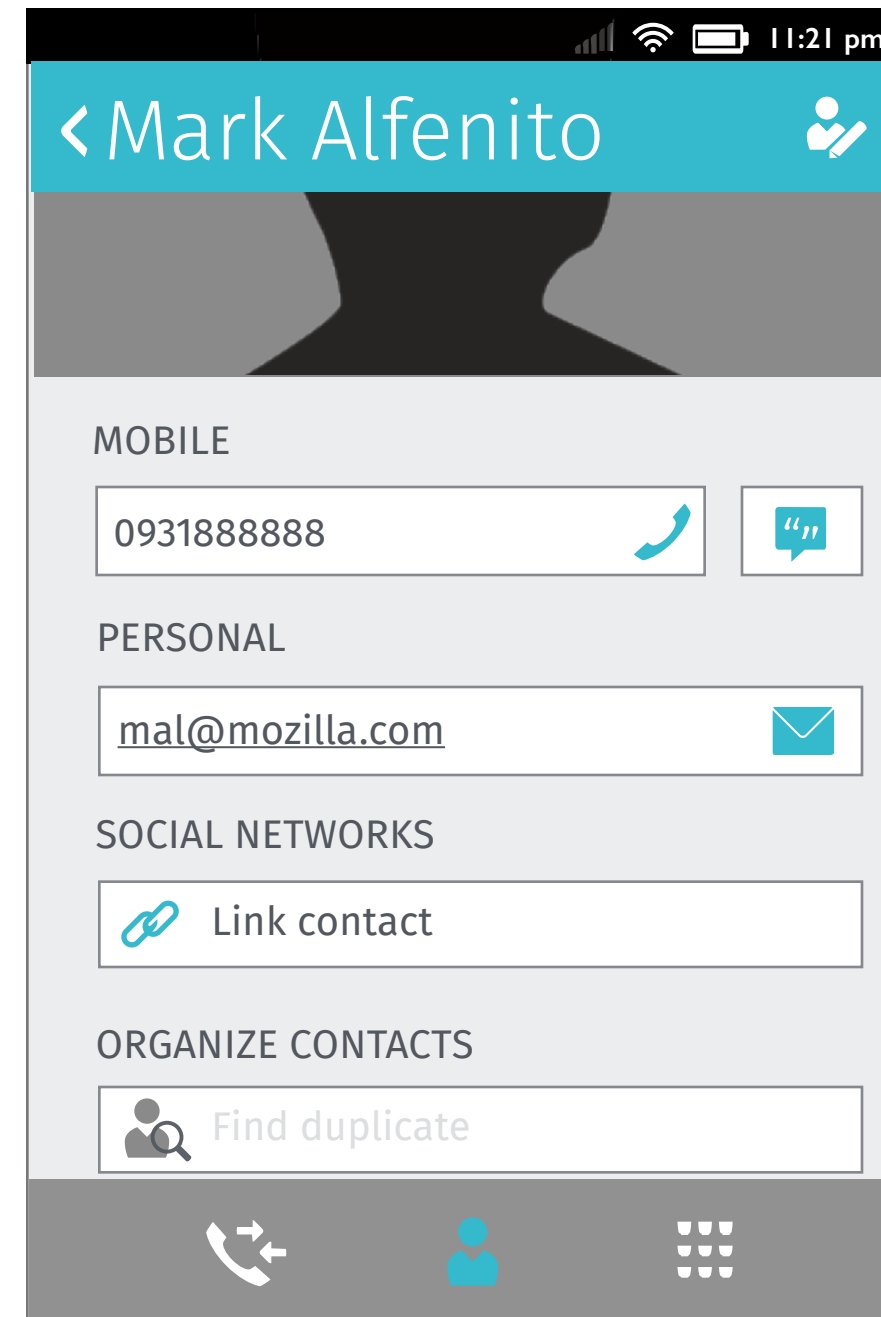 11:21 pm
Mark Alfenito
MOBILE
0931888888
PERSONAL
mal@mozilla.com
SOCIAL NETWORKS
Link contact
ORGANIZE CONTACTS
Find duplicate